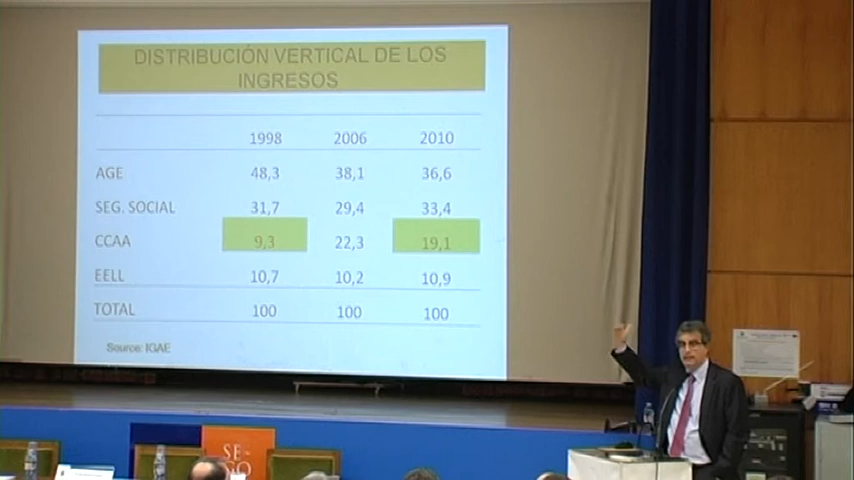 DISTRIBUCIÓN VERTICAL DE LOS
INGRESOS
1998 2006 2010
AGE 48,3 38,1 36,6
SEG. SOCIAL 31,7 29,4 33,4
CCAA 9,3 22,3 19,1
EELL 10,7 10,2 10,9
TOTAL 100 100 100
Source: IGAE